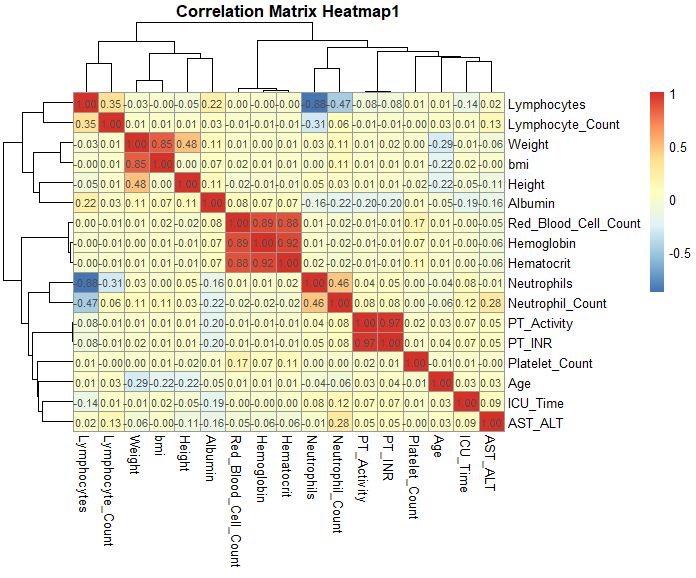 Correlation Matrix Heatmap1
1.00 0.35 -0.03 -0.00 -0.05 0.22 0.00 -0.00 -0.00 -0.88 -0.47 -0.08 -0.08 0.01 0.01 -0.14 0.02 Lymphocytes
0.35 1.00 0.01 0.01 0.01 0.03 -0.01 -0.01 -0.01 -0.31 0.06 -0.01 -0.01 -0.00 0.03 -0.01 0.13 Lymphocyte_Count
-0.03 0.01 1.00 0.85 0.48 0.11 0.01 0.02 0.01 0.03 0.11 0.01 0.02 0.00 -0.29 -0.01 -0.06 Weight
-0.00 0.01 0.85 1.00 0.00 0.07 0.02 0.01 0.01 0.00 0.11 0.01 0.01 0.01 -0.22 0.02 -0.00 bmi
-0.05 0.01 0.48 0.00 1.00 0.11 -0.02 -0.01 -0.01 0.05 0.03 0.01 0.01 -0.02 -0.22 -0.05 -0.11 Height
0.22 0.03 0.11 0.07 0.11 1.00 0.08 0.07 0.07 -0.16 -0.22 -0.20 -0.20 0.01 -0.05 -0.19 -0.16 Albumin
0.00 -0.01 0.01 0.02 -0.02 0.08 1.00 0.89 0.88 0.01 -0.02 -0.01 -0.01 0.17 0.01 -0.00 -0.05 Red_Blood_Cell_Count
-0.00 -0.01 0.02 0.01 -0.01 0.07 0.89 1.00 0.92 0.01 -0.02 -0.01 -0.01 0.07 0.01 -0.00 -0.06 Hemoglobin
-0.00 -0.01 0.01 0.01 -0.01 0.07 0.88 0.92 1.00 0.02 -0.02 -0.01 -0.01 0.11 0.01 -0.00 -0.06 Hematocrit
-0.88 -0.31 0.03 0.00 0.05 -0.16 0.01 0.01 0.02 1.00 0.46 0.04 0.05 0.00 -0.04 0.08 -0.01 Neutrophils
-0.47 0.06 0.11 0.11 0.03 -0.22 -0.02 -0.02 -0.02 0.46 1.00 0.08 0.08 0.00 -0.06 0.12 0.28 Neutrophil_Count
-0.08 -0.01 0.01 0.01 0.01 -0.20 -0.01 -0.01 -0.01 0.04 0.08 1.00 0.97 0.02 0.03 0.07 0.05 PT_Activity
-0.08 -0.01 0.02 0.01 0.01 -0.20 -0.01 -0.01 -0.01 0.05 0.08 0.97 1.00 0.01 0.04 0.07 0.05 PT_INR
0.01 -0.00 0.00 0.01 -0.02 0.01 0.17 0.07 0.11 0.00 0.00 0.02 0.01 1.00 -0.01 0.01 -0.00 Platelet_Count
0.01 0.03 -0.29 -0.22 -0.22 -0.05 0.01 0.01 0.01 -0.04 -0.06 0.03 0.04 -0.01 1.00 0.03 0.03 Age
-0.14 -0.01 -0.01 0.02 -0.05 -0.19 -0.00 -0.00 -0.00 0.08 0.12 0.07 0.07 0.01 0.03 1.00 0.09 ICU_Time
0.02 0.13 -0.06 -0.00 -0.11 -0.16 -0.05 -0.06 -0.06 -0.01 0.28 0.05 0.05 -0.00 0.03 0.09 1.00 AST_ALT
Lymphocytes
Lymphocyte_Count
Weight
bmi
Height
Albumin
Red_Blood_Cell_Count
Hemoglobin
Hematocrit
Neutrophils
Neutrophil_Count
PT_Activity
PT_INR
Platelet_Count
Age
ICU_Time
AST_ALT
1
0.5
0
-0.5